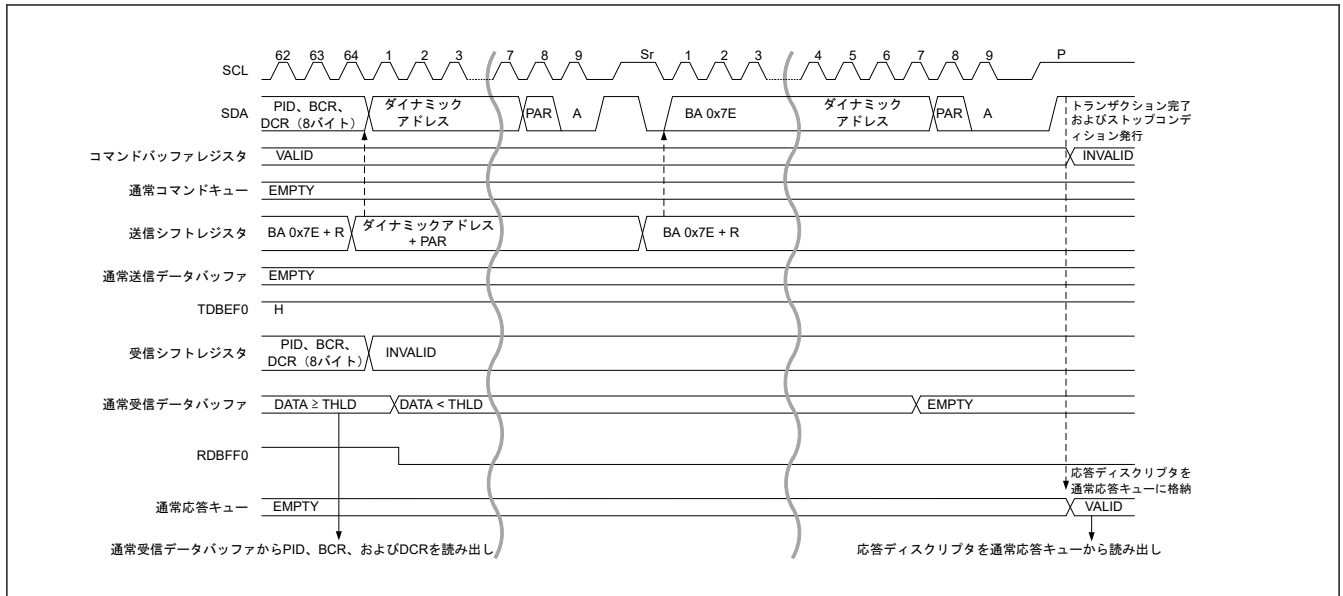 62 63 64 1 2 3 7 8 9 Sr 1 2 3 4 5 6 7 8 9 P
SCL
SDA
PID、BCR、
DCR（8バイト）
ダイナミック
アドレス
PAR
A
BA 0x7E
ダイナミック
アドレス
PAR
A
トランザクション完了
およびストップコンデ
ィション発行
コマンドバッファレジスタ
VALID
INVALID
通常コマンドキュー
EMPTY
送信シフトレジスタ
BA 0x7E + R
ダイナミックアドレス
+ PAR
BA 0x7E + R
通常送信データバッファ
EMPTY
TDBEF0
H
受信シフトレジスタ
PID、BCR、
DCR（8バイト）
INVALID
通常受信データバッファ
DATA ≥ THLD
DATA < THLD
EMPTY
RDBFF0
応答ディスクリプタを
通常応答キューに格納
通常応答キュー
EMPTY
VALID
通常受信データバッファからPID、BCR、およびDCRを読み出し
応答ディスクリプタを通常応答キューから読み出し